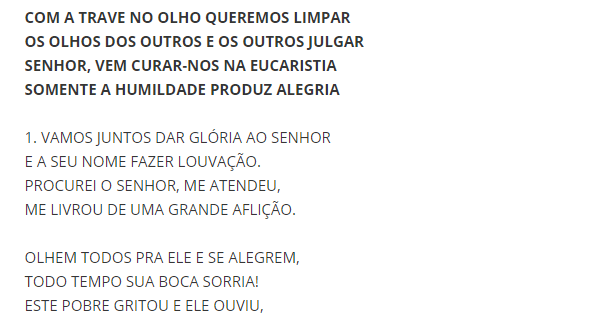 COM A TRAVE NO OLHO QUEREMOS LIMPAR
OS OLHOS DOS OUTROS E OS OUTROS JULGAR
SENHOR, VEM CURAR-NOS NA EUCARISTIA
SOMENTE A HUMILDADE PRODUZ ALEGRIA
1. VAMOS JUNTOS DAR GLÓRIA AO SENHOR
E A SEU NOME FAZER LOUVAÇÃO.
PROCUREI O SENHOR, ME ATENDEU,
ME LIVROU DE UMA GRANDE AFLIÇÃO.
OLHEM TODOS PRA ELE E SE ALEGREM,
TODO TEMPO SUA BOCA SORRIA!
ESTE POBRE GRITOU E ELE OUVIU,